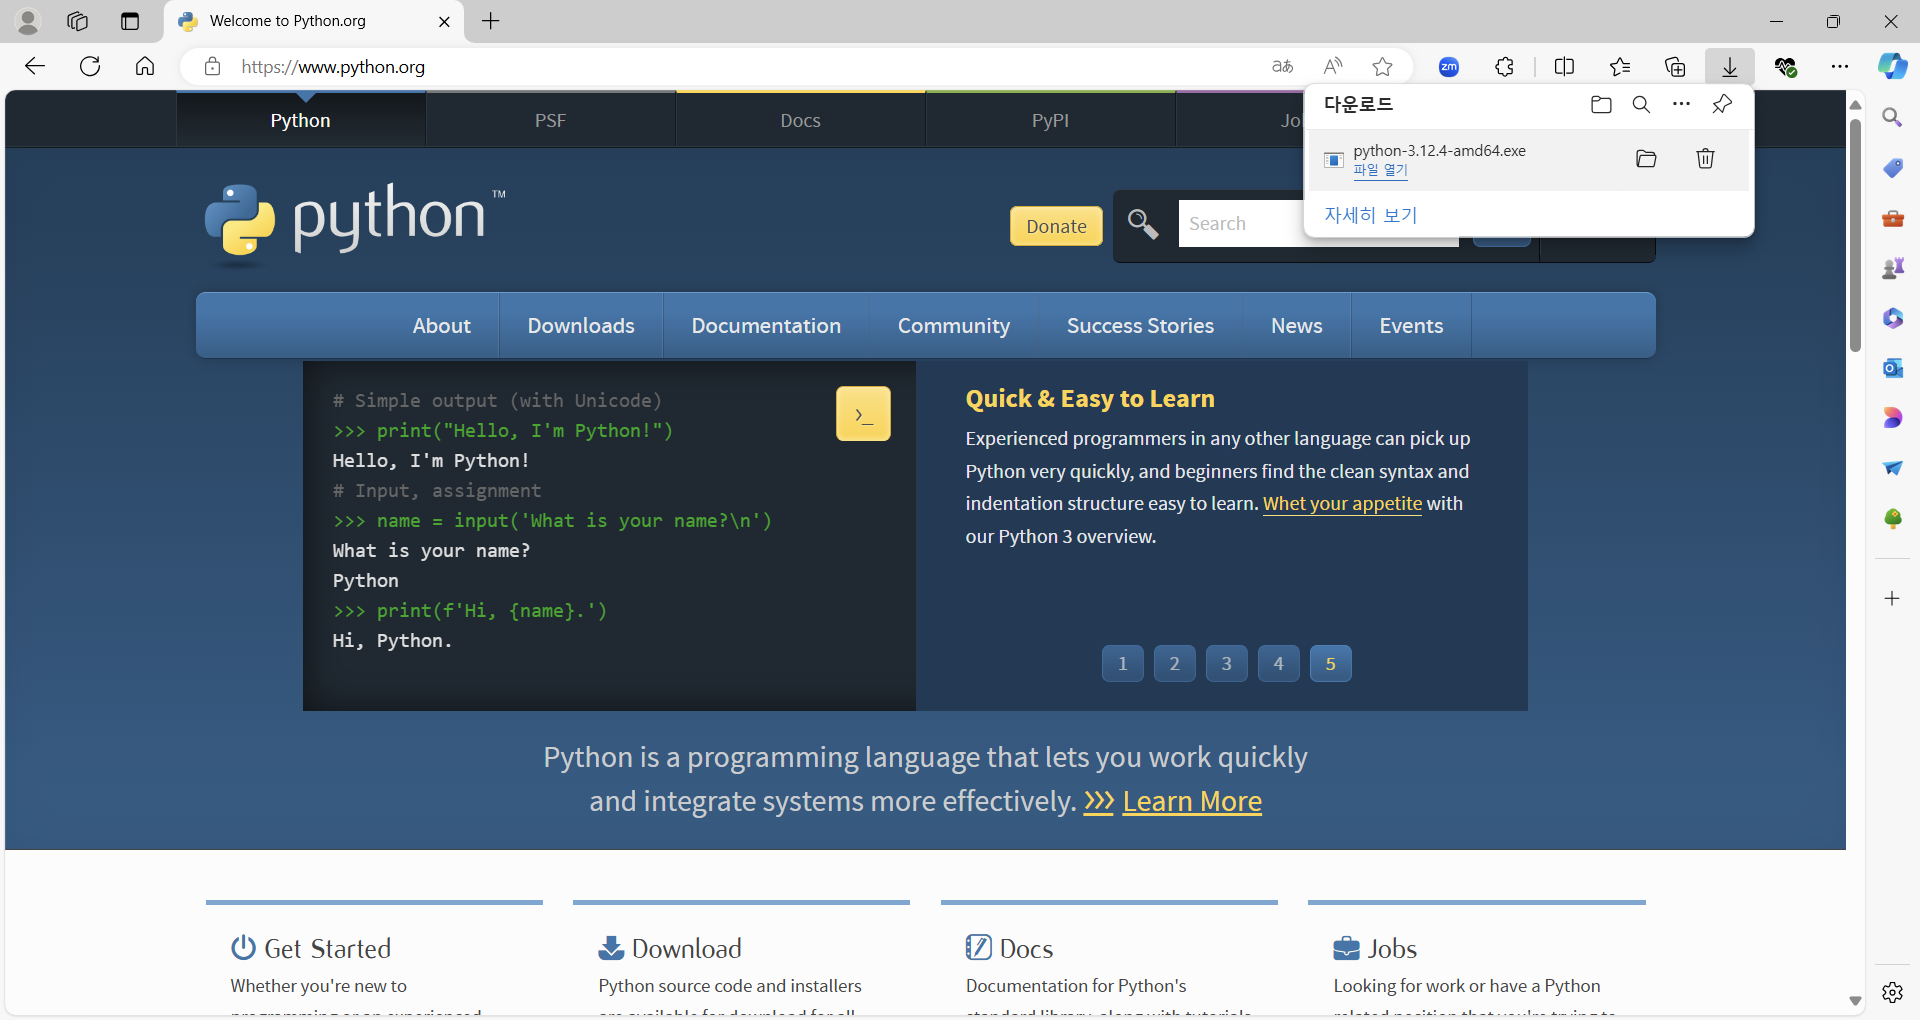 Welcome to Python.org
https://www.python.org
zm
다운로드
python-3.12.4-amd64.exe
파일 열기
자세히 보기
Python
PSF
Docs
PyPI
python™
Donate
Search
About
Downloads
Documentation
Community
Success Stories
News
Events
# Simple output (with Unicode)
>>> print("Hello, I'm Python!")
Hello, I'm Python!
# Input, assignment
>>> name = input('What is your name?\n')
What is your name?
Python
>>> print(f'Hi, {name}.')
Hi, Python.
>_
Quick & Easy to Learn
Experienced programmers in any other language can pick up
Python very quickly, and beginners find the clean syntax and
indentation structure easy to learn. Whet your appetite with
our Python 3 overview.
1
2
3
4
5
Python is a programming language that lets you work quickly
and integrate systems more effectively. >>> Learn More
Get Started
Whether you're new to
Download
Python source code and installers
Docs
Documentation for Python's
Jobs
Looking for work or have a Python